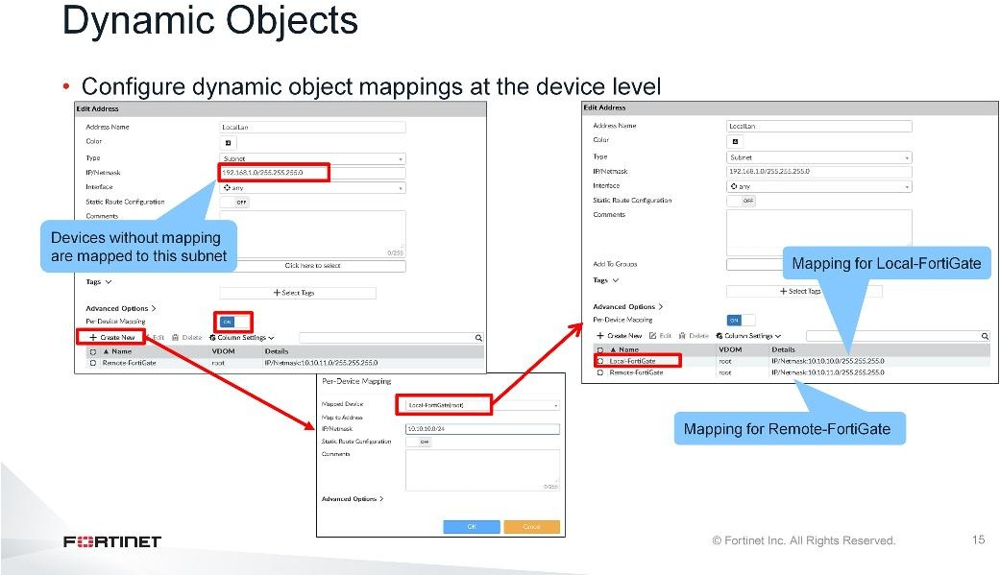 Dynamic Objects
• Configure dynamic object mappings at the device level
Edit Address
Address Name LocalLan
Color
Type Subnet
IP/Netmask 192.168.1.0/255.255.255.0
Interface any
Static Route Configuration OFF
Comments
0/255
Click here to select
Tags
+ Select Tags
Advanced Options >
Per-Device Mapping ON
+ Create New Edit Delete Column Settings
Name VDOM Details
Remote-FortiGate root IP/Netmask:10.10.11.0/255.255.255.0
Devices without mapping
are mapped to this subnet
Per-Device Mapping
Mapped Device Local-FortiGate(root)
Map to Address
IP/Netmask 10.10.10.0/24
Static Route Configuration OFF
Comments
0/255
Advanced Options >
OK Cancel
Edit Address
Address Name LocalLan
Color
Type Subnet
IP/Netmask 192.168.1.0/255.255.255.0
Interface any
Static Route Configuration OFF
Comments
Add To Groups
Tags
+ Select Tags
Advanced Options >
Per-Device Mapping ON
+ Create New Edit Delete Column Settings
Name VDOM Details
Local-FortiGate root IP/Netmask:10.10.10.0/255.255.255.0
Remote-FortiGate root IP/Netmask:10.10.11.0/255.255.255.0
Mapping for Local-FortiGate
Mapping for Remote-FortiGate
FORTINET
© Fortinet Inc. All Rights Reserved.
15